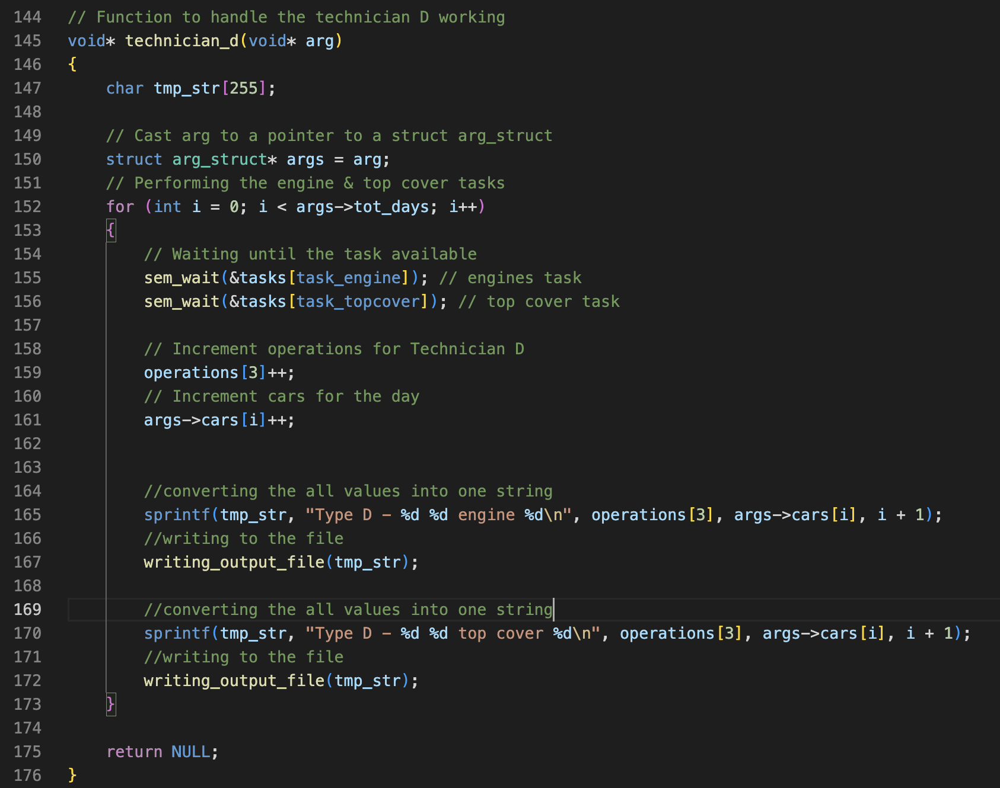 144 // Function to handle the technician D working
145 void* technician_d(void* arg)
146 {
147     char tmp_str[255];
148
149     // Cast arg to a pointer to a struct arg_struct
150     struct arg_struct* args = arg;
151     // Performing the engine & top cover tasks
152     for (int i = 0; i < args->tot_days; i++)
153     {
154         // Waiting until the task available
155         sem_wait(&tasks[task_engine]); // engines task
156         sem_wait(&tasks[task_topcover]); // top cover task
157
158         // Increment operations for Technician D
159         operations[3]++;
160         // Increment cars for the day
161         args->cars[i]++;
162
163
164         //converting the all values into one string
165         sprintf(tmp_str, "Type D - %d %d engine %d\n", operations[3], args->cars[i], i + 1);
166         //writing to the file
167         writing_output_file(tmp_str);
168
169         //converting the all values into one string
170         sprintf(tmp_str, "Type D - %d %d top cover %d\n", operations[3], args->cars[i], i + 1);
171         //writing to the file
172         writing_output_file(tmp_str);
173     }
174
175     return NULL;
176 }